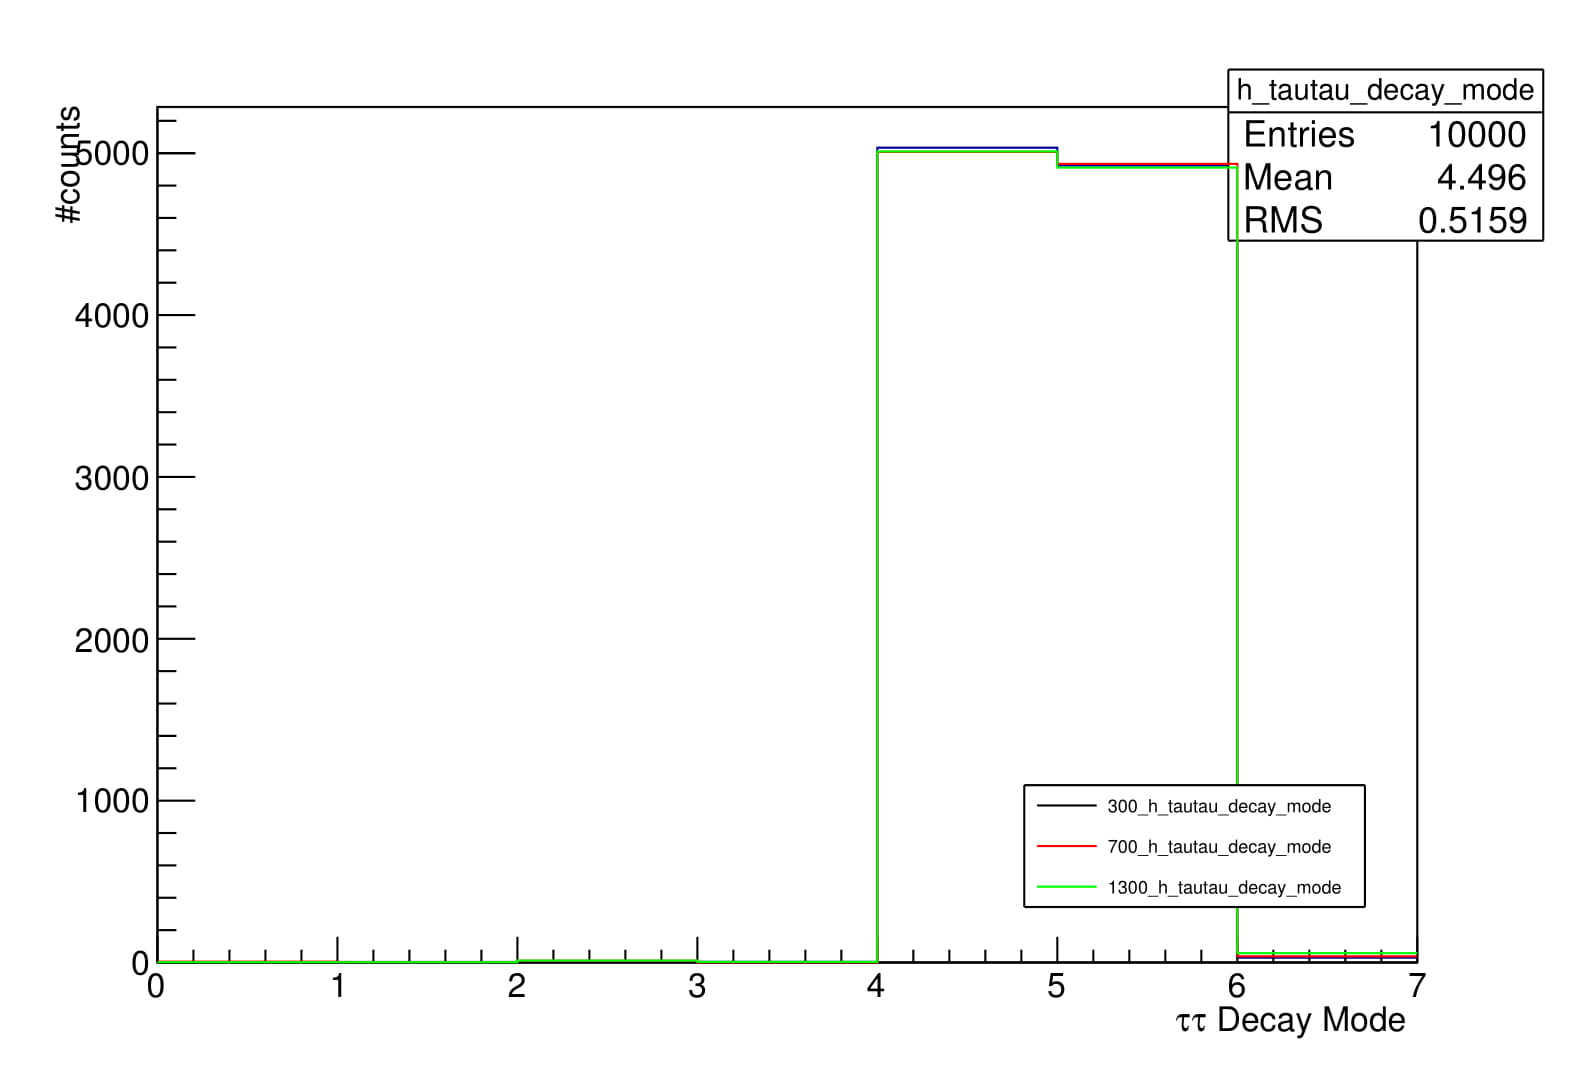 h_tautau_decay_mode
Entries 10000
Mean 4.496
RMS 0.5159
#counts
5000
4000
3000
2000
1000
0
300_h_tautau_decay_mode
700_h_tautau_decay_mode
1300_h_tautau_decay_mode
0 1 2 3 4 5 6 7
ττ Decay Mode